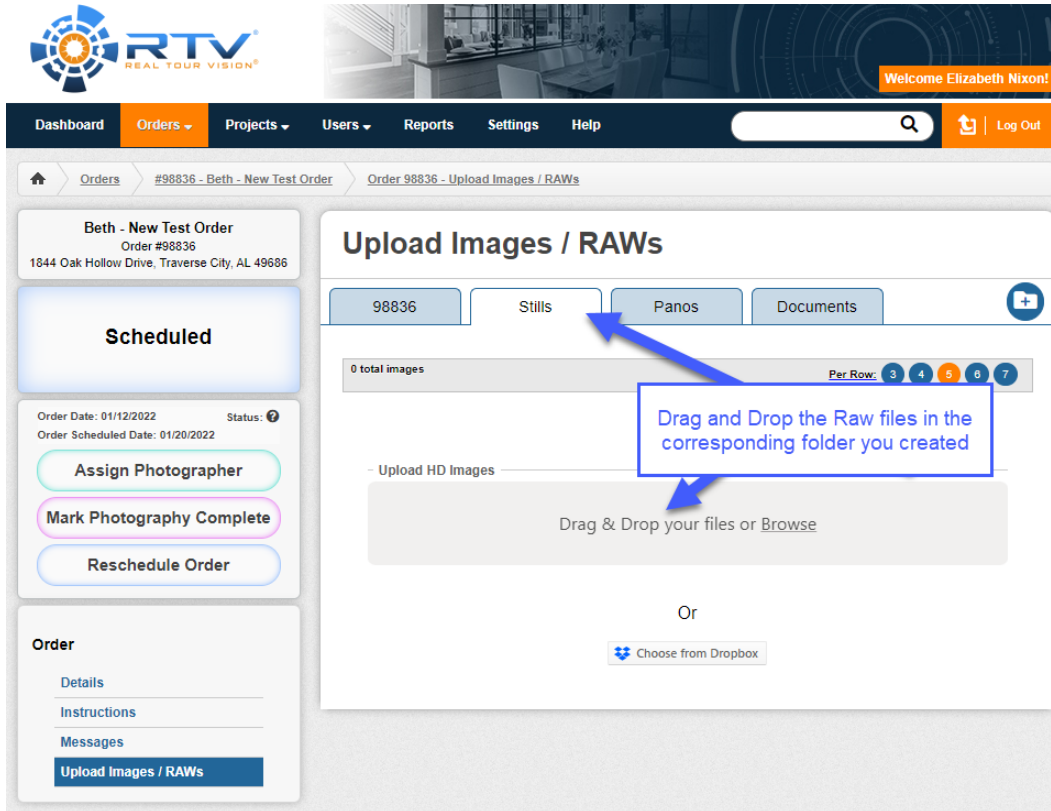 RTV®
REAL TOUR VISION®
Welcome Elizabeth Nixon!
Dashboard Orders Projects Users Reports Settings Help Log Out
Orders #98836 - Beth - New Test Order Order 98836 - Upload Images / RAWs
Beth - New Test Order
Order #98836
1844 Oak Hollow Drive, Traverse City, AL 49686
Scheduled
Order Date: 01/12/2022 Status: ?
Order Scheduled Date: 01/20/2022
Assign Photographer
Mark Photography Complete
Reschedule Order
Order
Details
Instructions
Messages
Upload Images / RAWs
Upload Images / RAWs
98836 Stills Panos Documents
0 total images Per Row: 3 4 5 6 7
Drag and Drop the Raw files in the
corresponding folder you created
Upload HD Images
Drag & Drop your files or Browse
Or
Choose from Dropbox